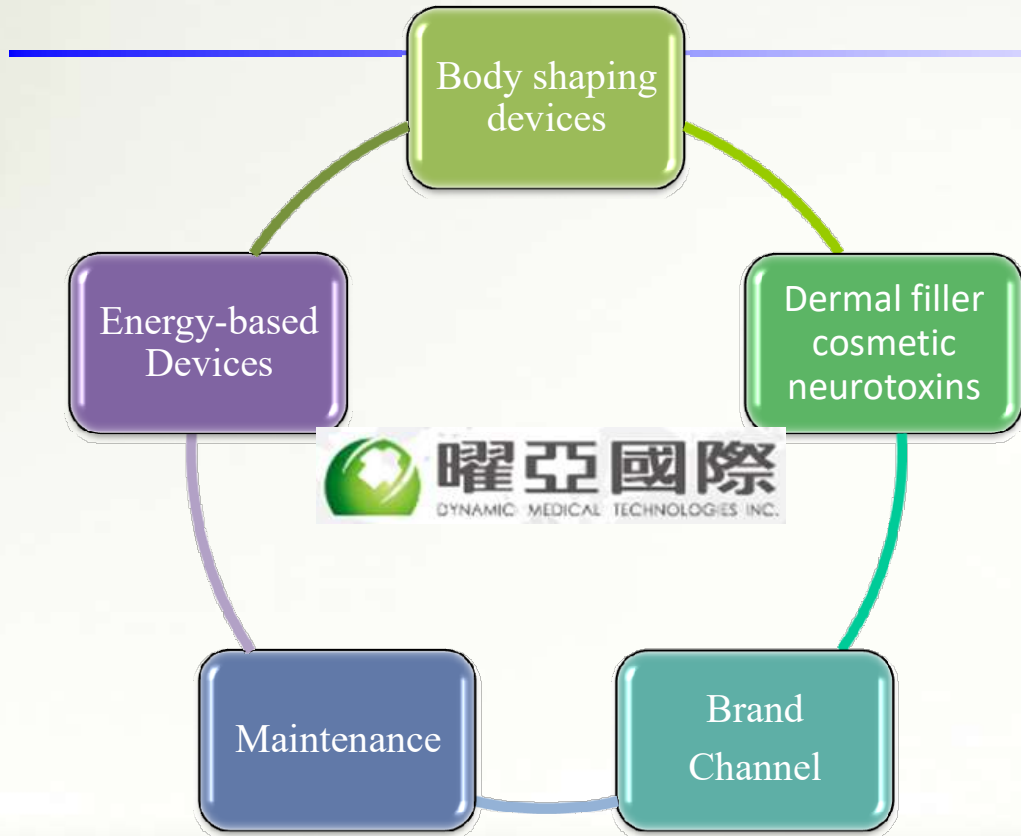 Body shaping
devices
Energy-based
Devices
Dermal filler
cosmetic
neurotoxins
曜亞國際
DYNAMIC MEDICAL TECHNOLOGIES INC.
Maintenance
Brand
Channel